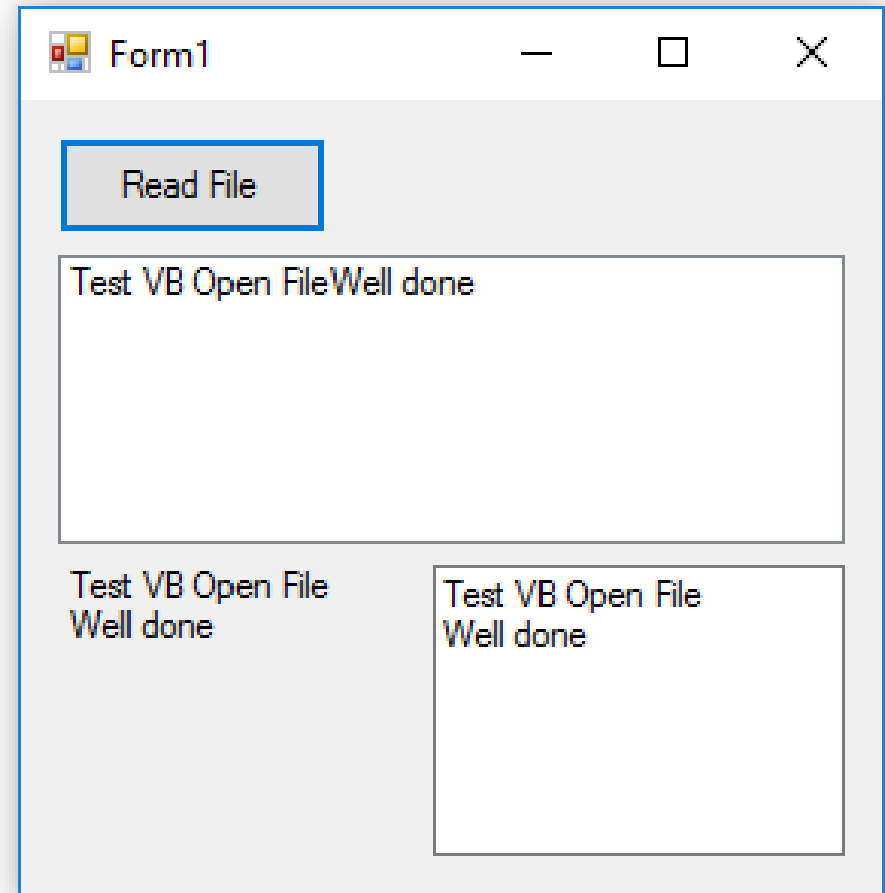 Form1
Read File
Test VB Open FileWell done
Test VB Open File
Well done
Test VB Open File
Well done